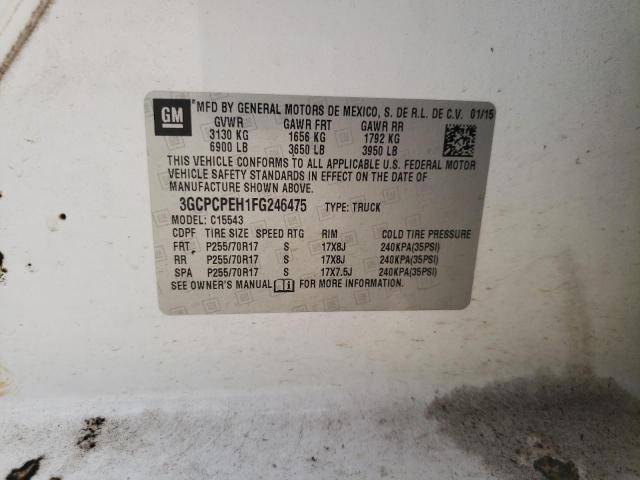 GM MFD BY GENERAL MOTORS DE MEXICO, S. DE R.L. DE C.V. 01/15
GVWR GAWR FRT GAWR RR
3130 KG 1656 KG 1792 KG
6900 LB 3650 LB 3950 LB
THIS VEHICLE CONFORMS TO ALL APPLICABLE U.S. FEDERAL MOTOR
VEHICLE SAFETY STANDARDS IN EFFECT ON THE DATE OF
MANUFACTURE SHOWN ABOVE.
3GCPCPEH1FG246475 TYPE: TRUCK
MODEL: C15543
CDPF TIRE SIZE SPEED RTG RIM COLD TIRE PRESSURE
FRT P255/70R17 S 17X8J 240KPA(35PSI)
RR P255/70R17 S 17X8J 240KPA(35PSI)
SPA P255/70R17 S 17X7.5J 240KPA(35PSI)
SEE OWNER'S MANUAL FOR MORE INFORMATION.